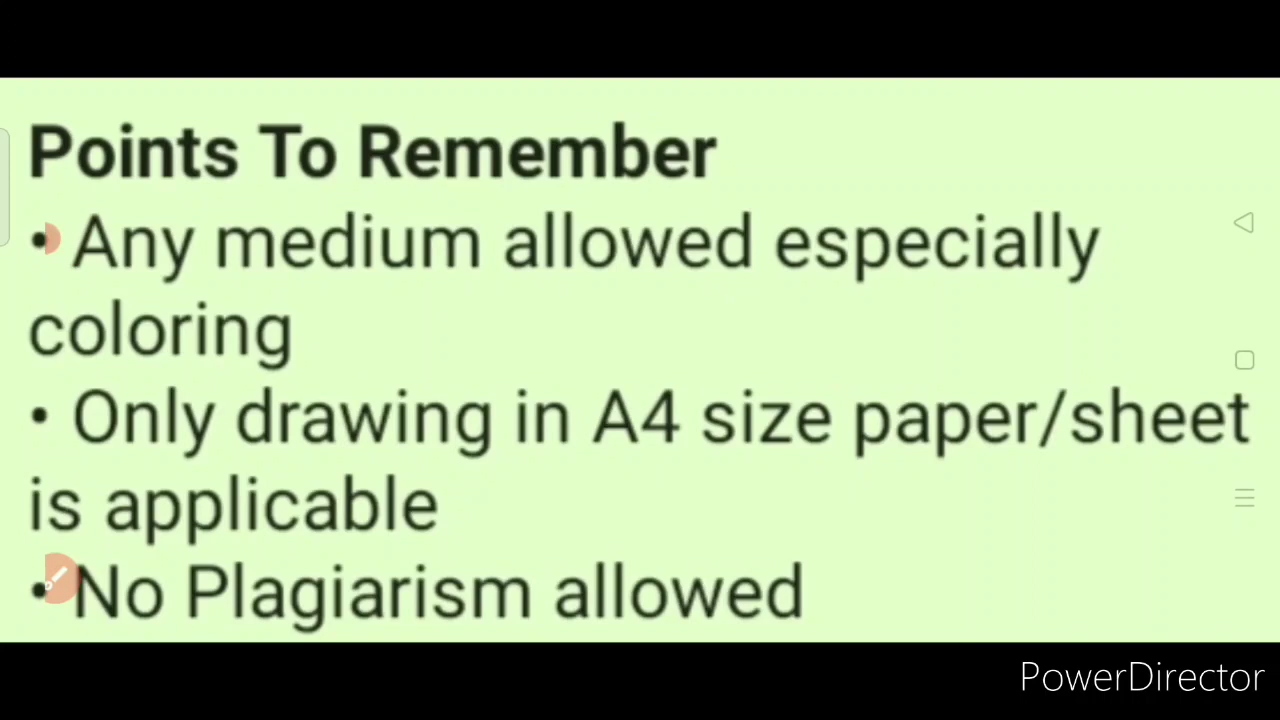 Points To Remember
• Any medium allowed especially
coloring
• Only drawing in A4 size paper/sheet
is applicable
• No Plagiarism allowed
PowerDirector